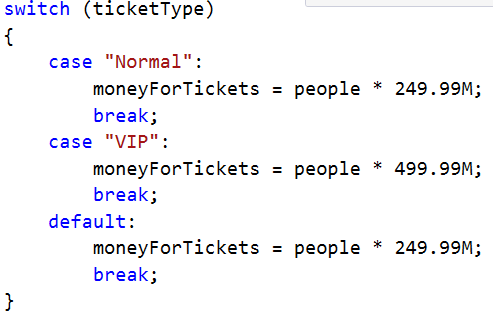 switch (ticketType)
{
    case "Normal":
        moneyForTickets = people * 249.99M;
        break;
    case "VIP":
        moneyForTickets = people * 499.99M;
        break;
    default:
        moneyForTickets = people * 249.99M;
        break;
}